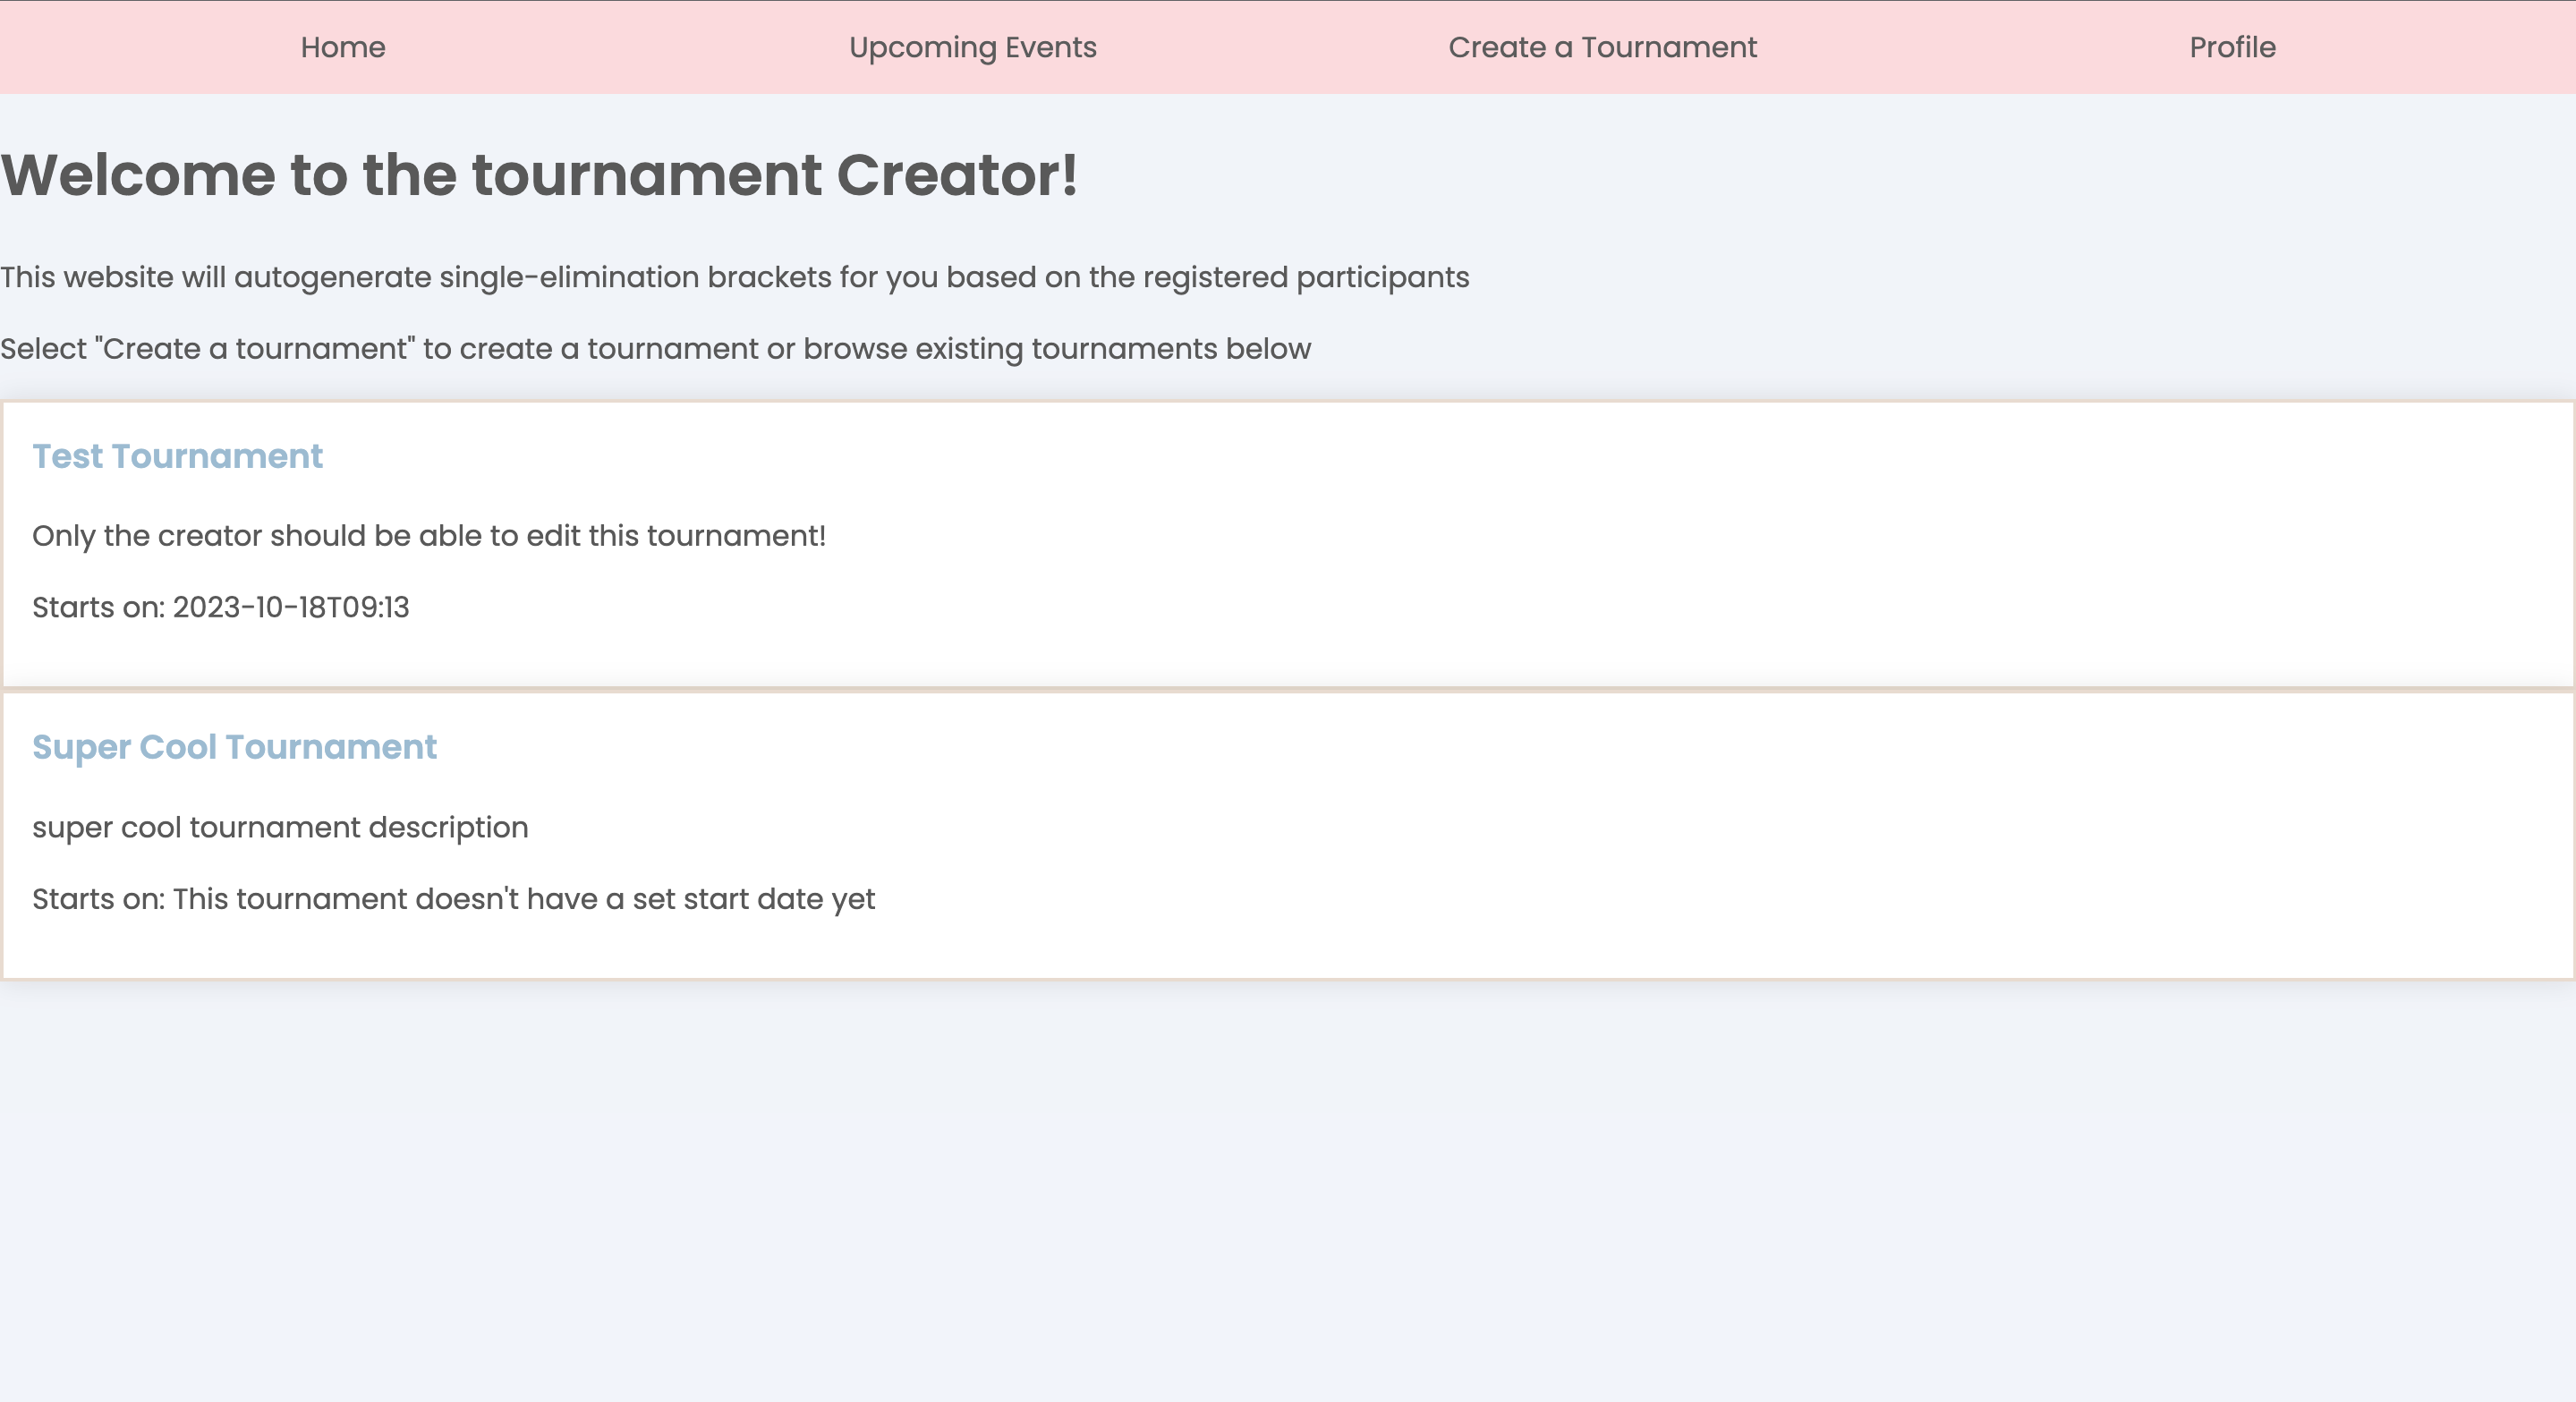 Home Upcoming Events Create a Tournament Profile
Welcome to the tournament Creator!
This website will autogenerate single-elimination brackets for you based on the registered participants
Select "Create a tournament" to create a tournament or browse existing tournaments below
Test Tournament
Only the creator should be able to edit this tournament!
Starts on: 2023-10-18T09:13
Super Cool Tournament
super cool tournament description
Starts on: This tournament doesn't have a set start date yet